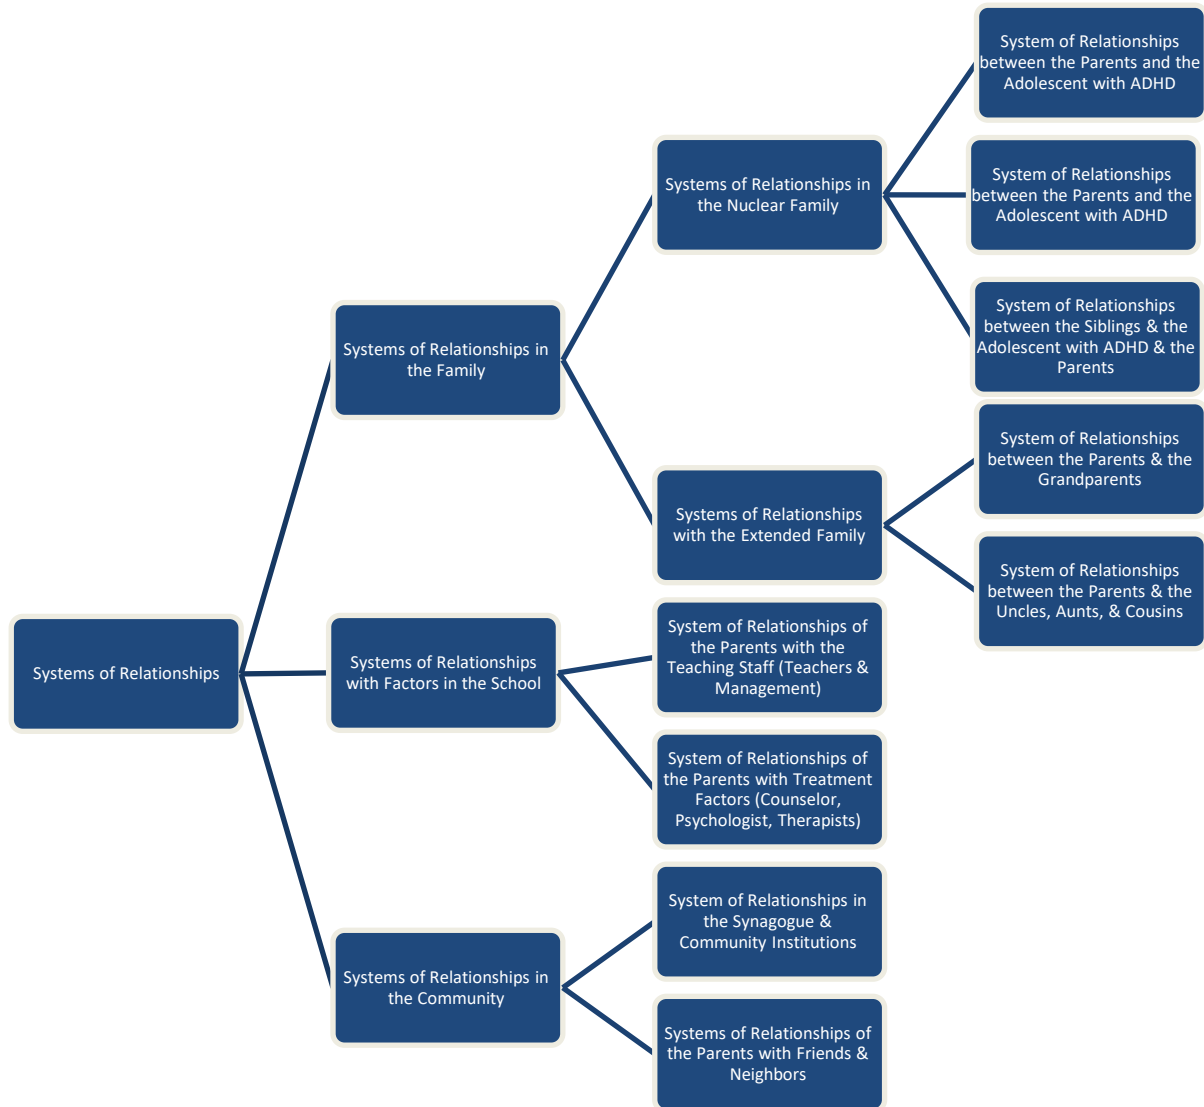 System of Relationships
between the Parents and the
Adolescent with ADHD
System of Relationships
between the Parents and the
Adolescent with ADHD
Systems of Relationships in
the Nuclear Family
System of Relationships
between the Siblings & the
Adolescent with ADHD & the
Parents
Systems of Relationships in
the Family
System of Relationships
between the Parents & the
Grandparents
Systems of Relationships
with the Extended Family
System of Relationships
between the Parents & the
Uncles, Aunts, & Cousins
Systems of Relationships
Systems of Relationships
with Factors in the School
System of Relationships of
the Parents with the
Teaching Staff (Teachers &
Management)
System of Relationships of
the Parents with Treatment
Factors (Counselor,
Psychologist, Therapists)
Systems of Relationships in
the Community
System of Relationships in
the Synagogue &
Community Institutions
Systems of Relationships of
the Parents with Friends &
Neighbors